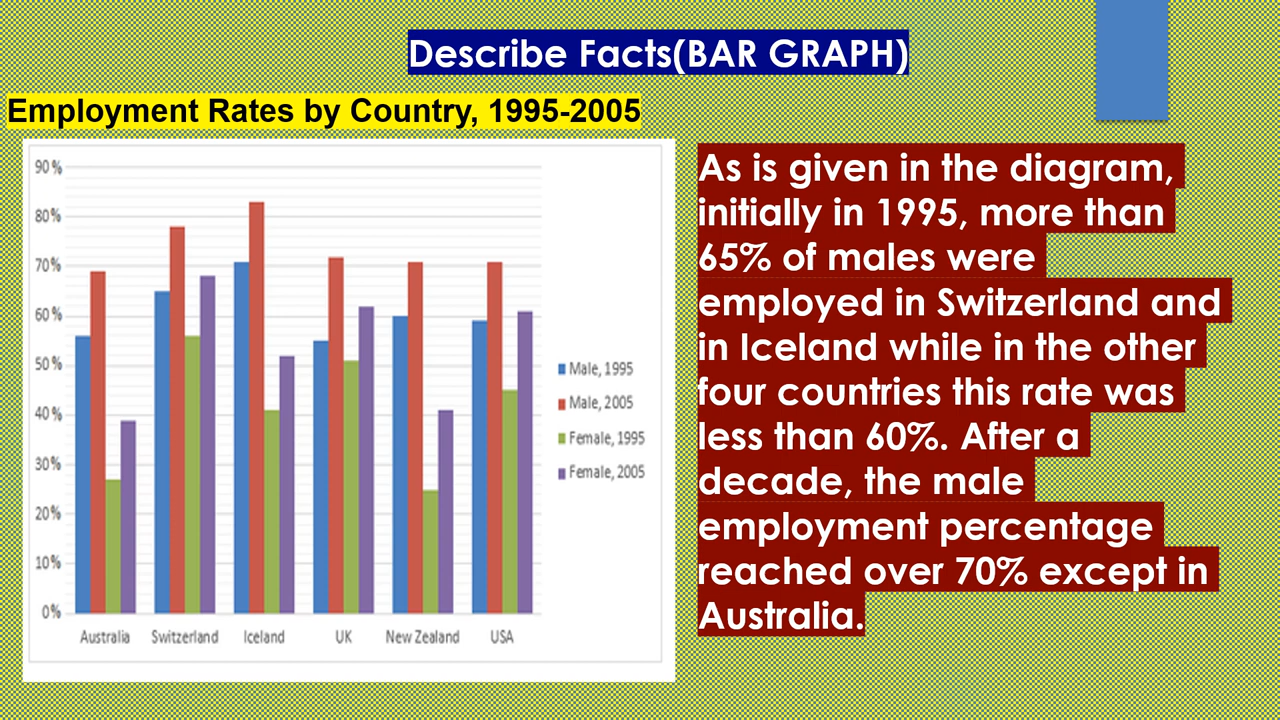 Describe Facts(BAR GRAPH)
Employment Rates by Country, 1995-2005
90%
80%
70%
60%
50%
40%
30%
20%
10%
0%
Australia Switzerland Iceland UK New Zealand USA
Male, 1995
Male, 2005
Female, 1995
Female, 2005
As is given in the diagram,
initially in 1995, more than
65% of males were
employed in Switzerland and
in Iceland while in the other
four countries this rate was
less than 60%. After a
decade, the male
employment percentage
reached over 70% except in
Australia.